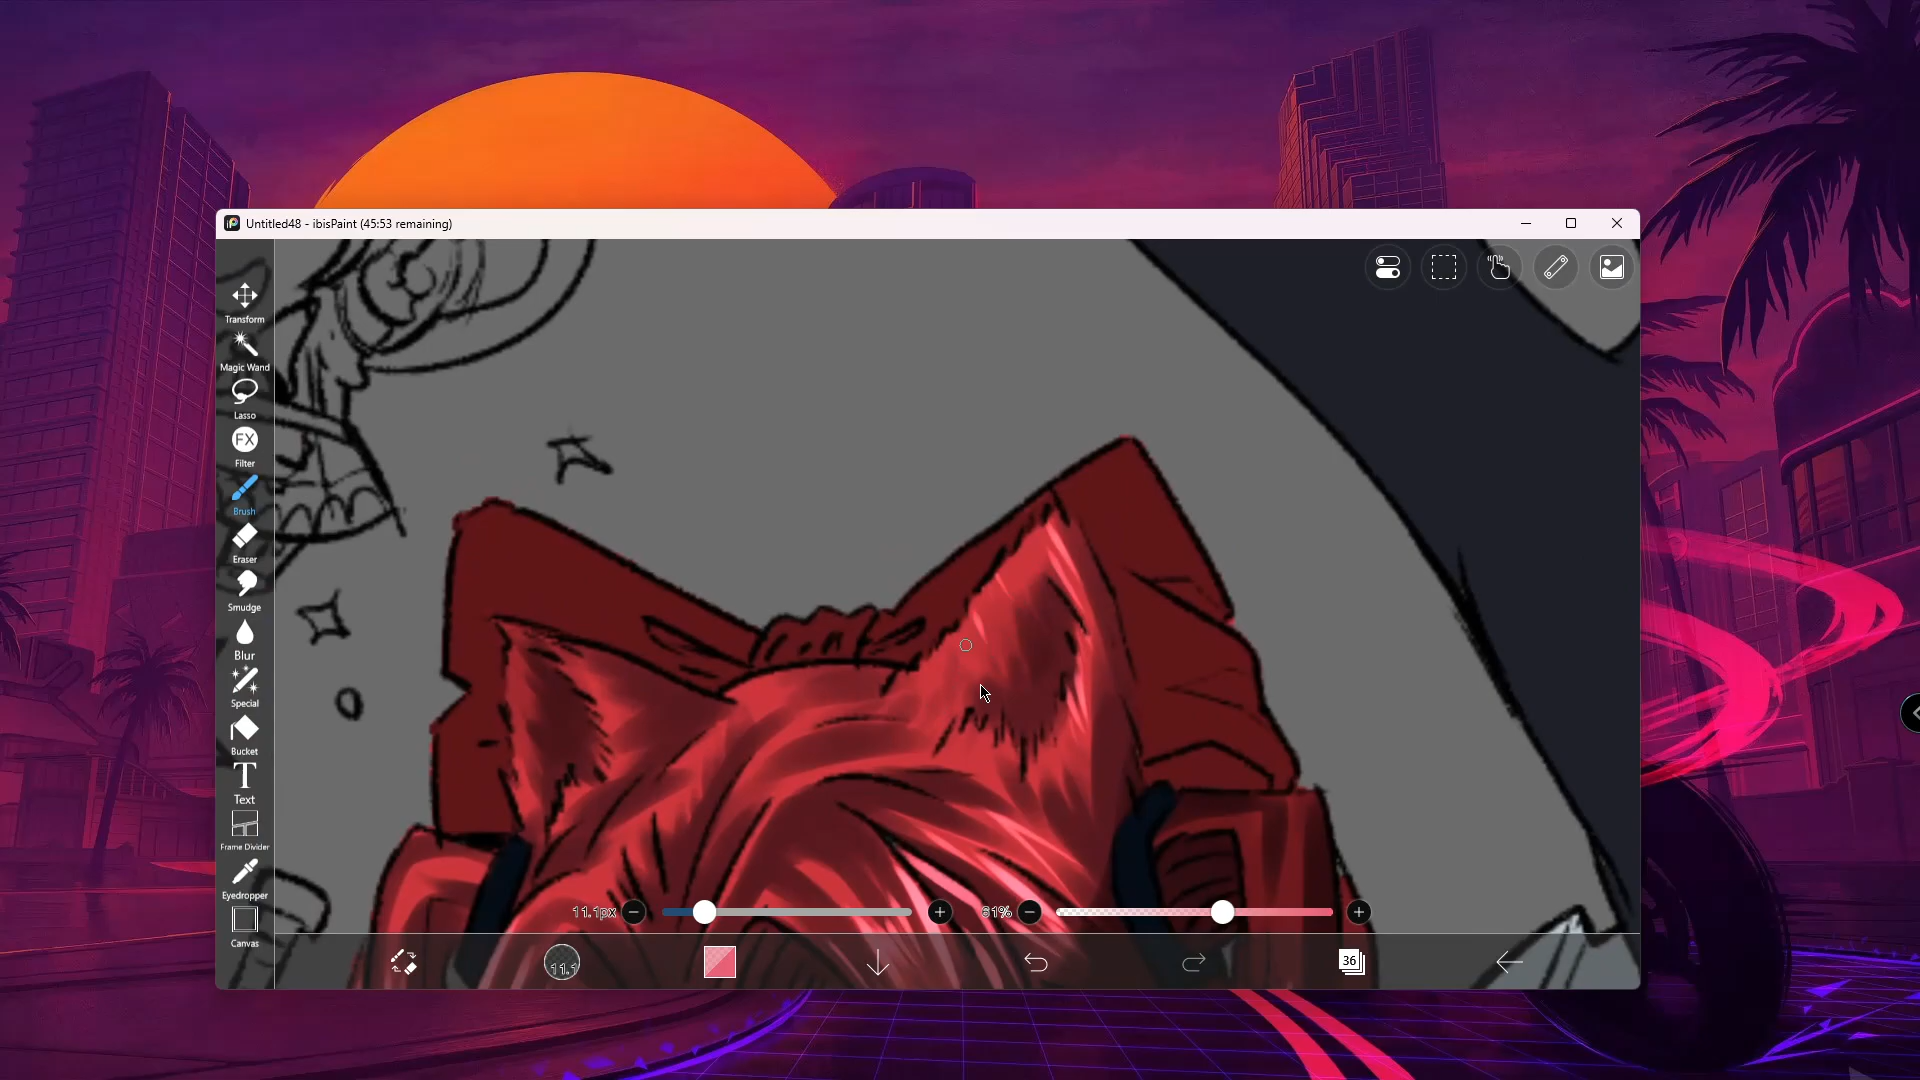 Untitled48 - ibisPaint (45:53 remaining)
Transform
Magic Wand
Lasso
FX
Filter
Brush
Eraser
Smudge
Blur
Special
Bucket
T
Text
Frame Divider
Eyedropper
Canvas
11.1px
61%
11.1
36